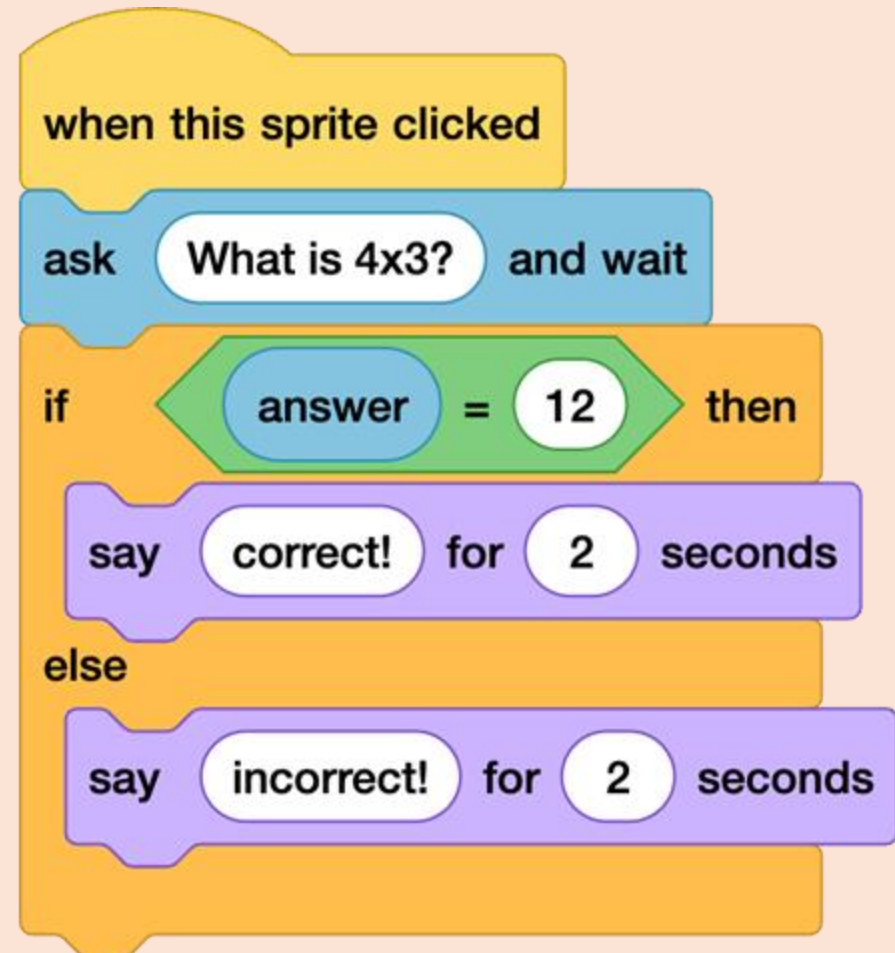 when this sprite clicked
ask What is 4x3? and wait
if answer = 12 then
say correct! for 2 seconds
else
say incorrect! for 2 seconds